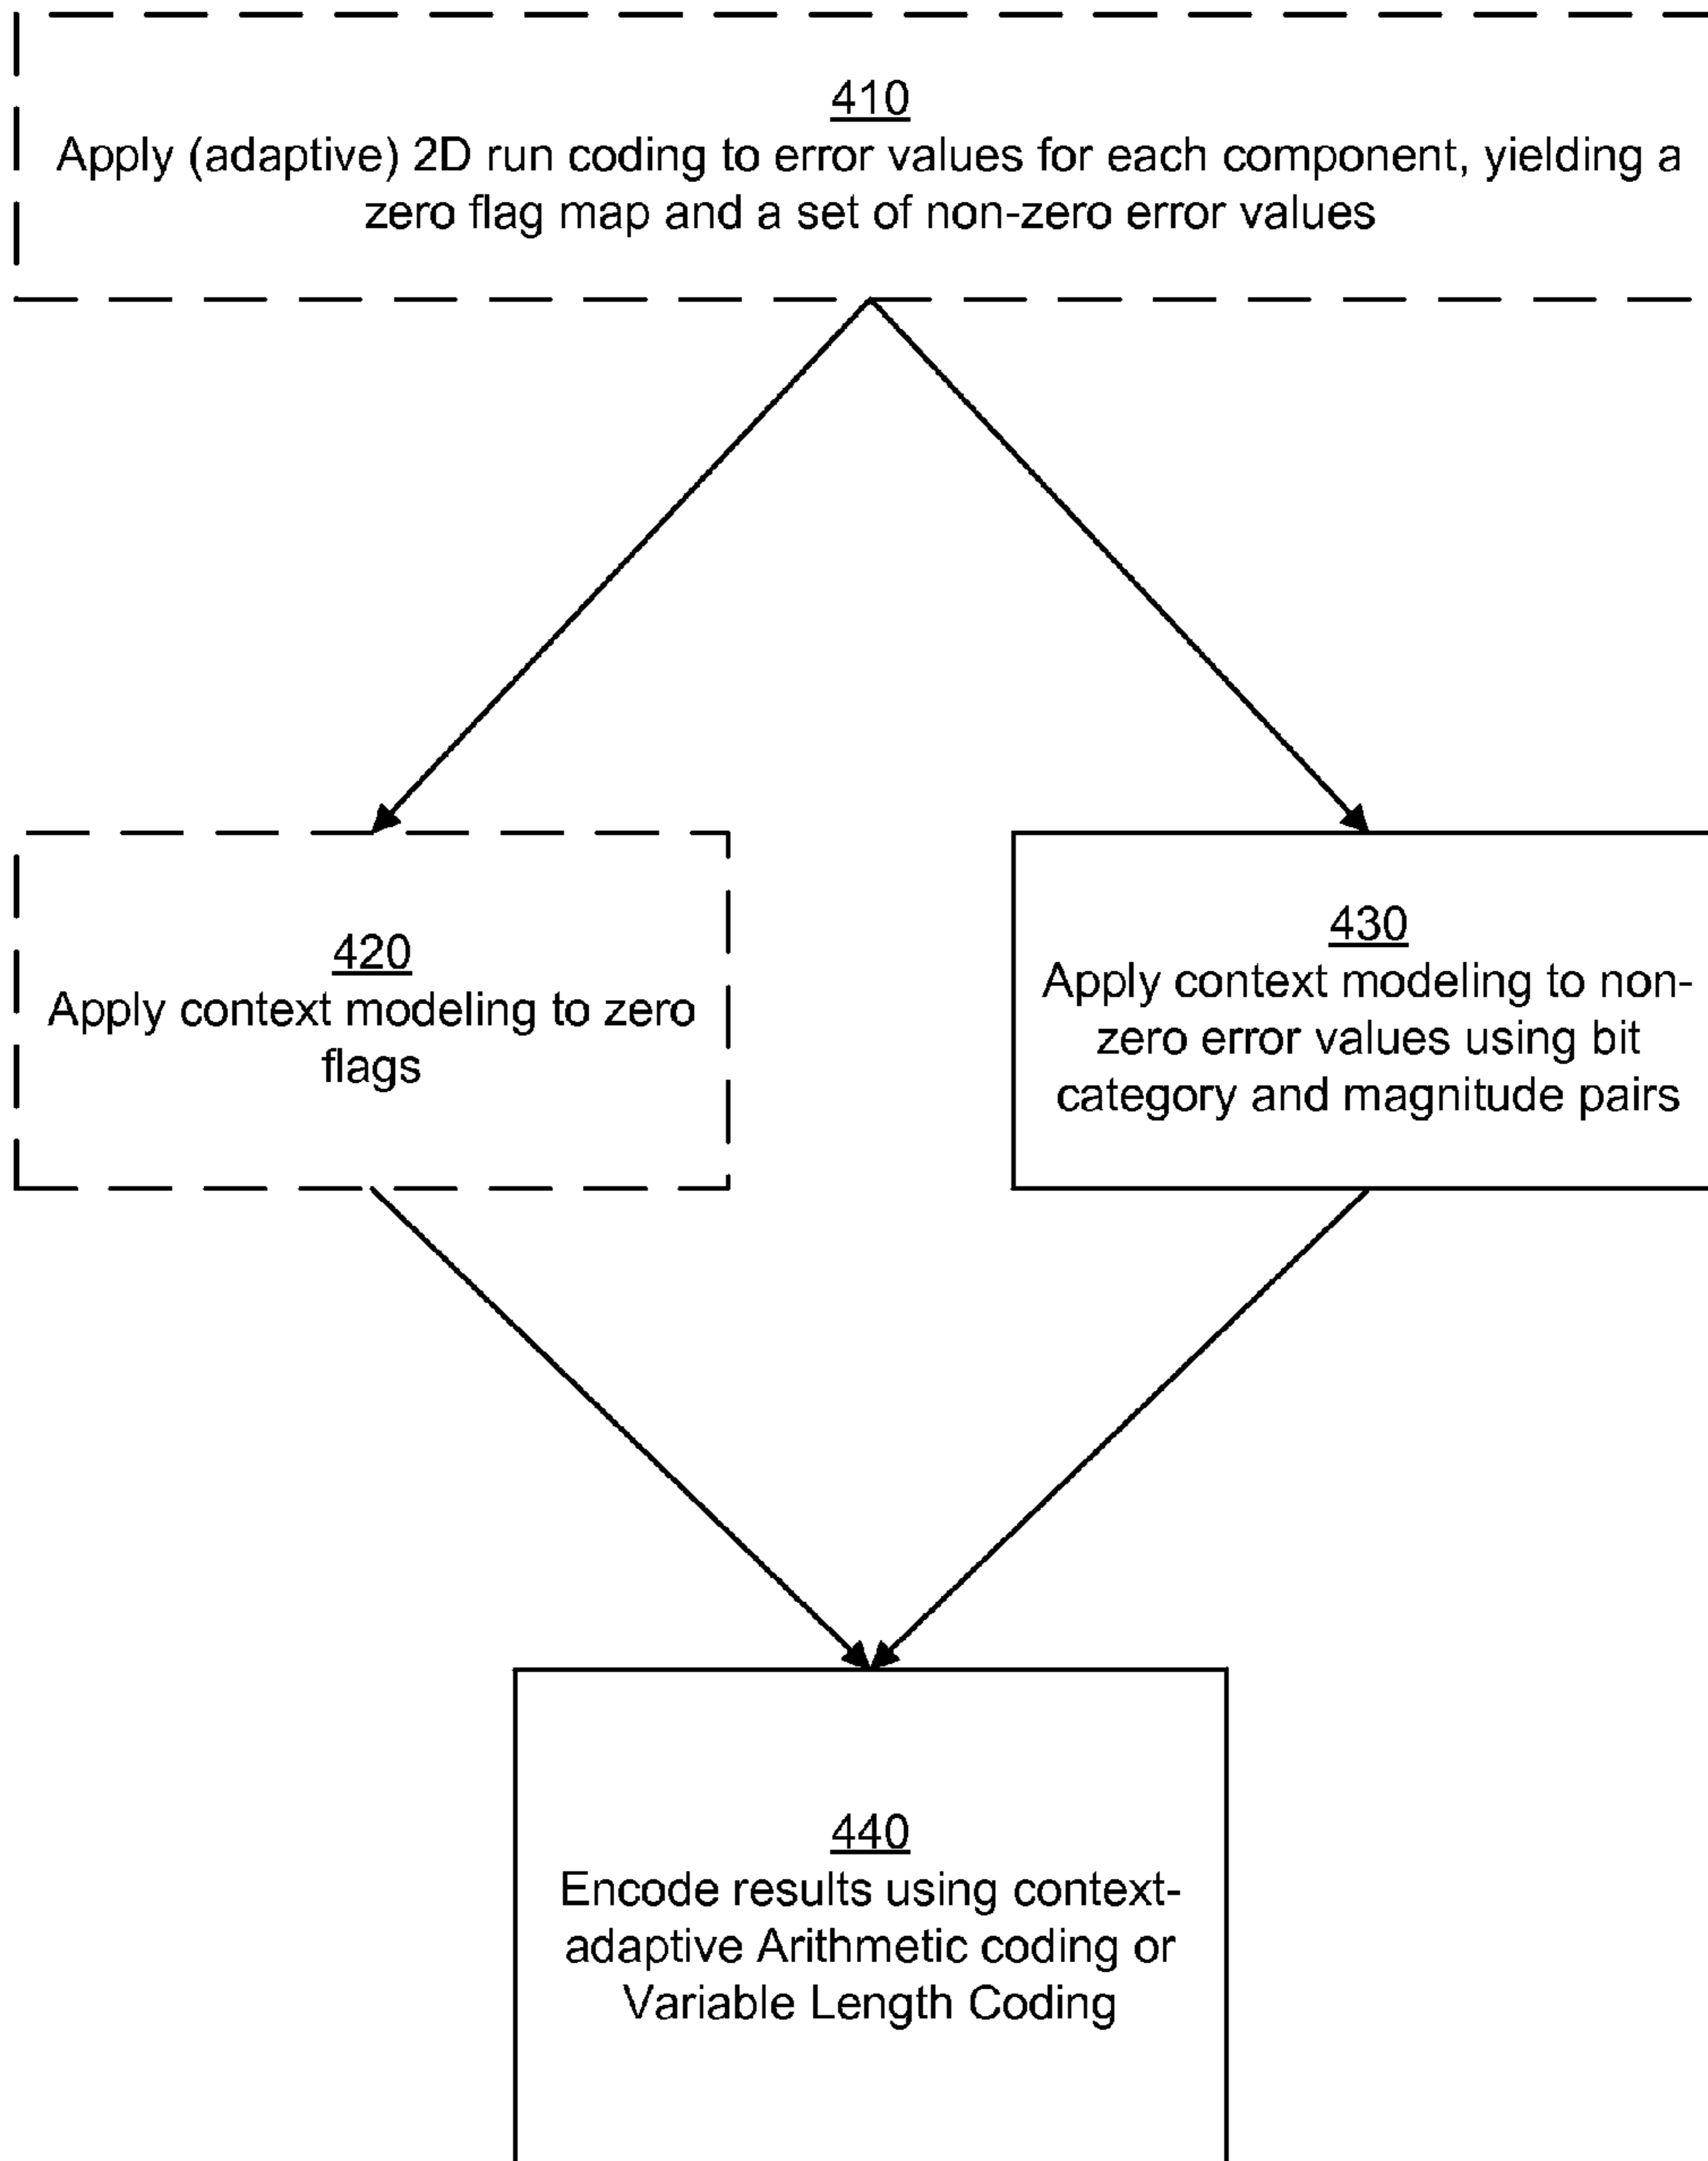 410
Apply (adaptive) 2D run coding to error values for each component, yielding a
zero flag map and a set of non-zero error values
420
Apply context modeling to zero
flags
430
Apply context modeling to non-
zero error values using bit
category and magnitude pairs
440
Encode results using context-
adaptive Arithmetic coding or
Variable Length Coding